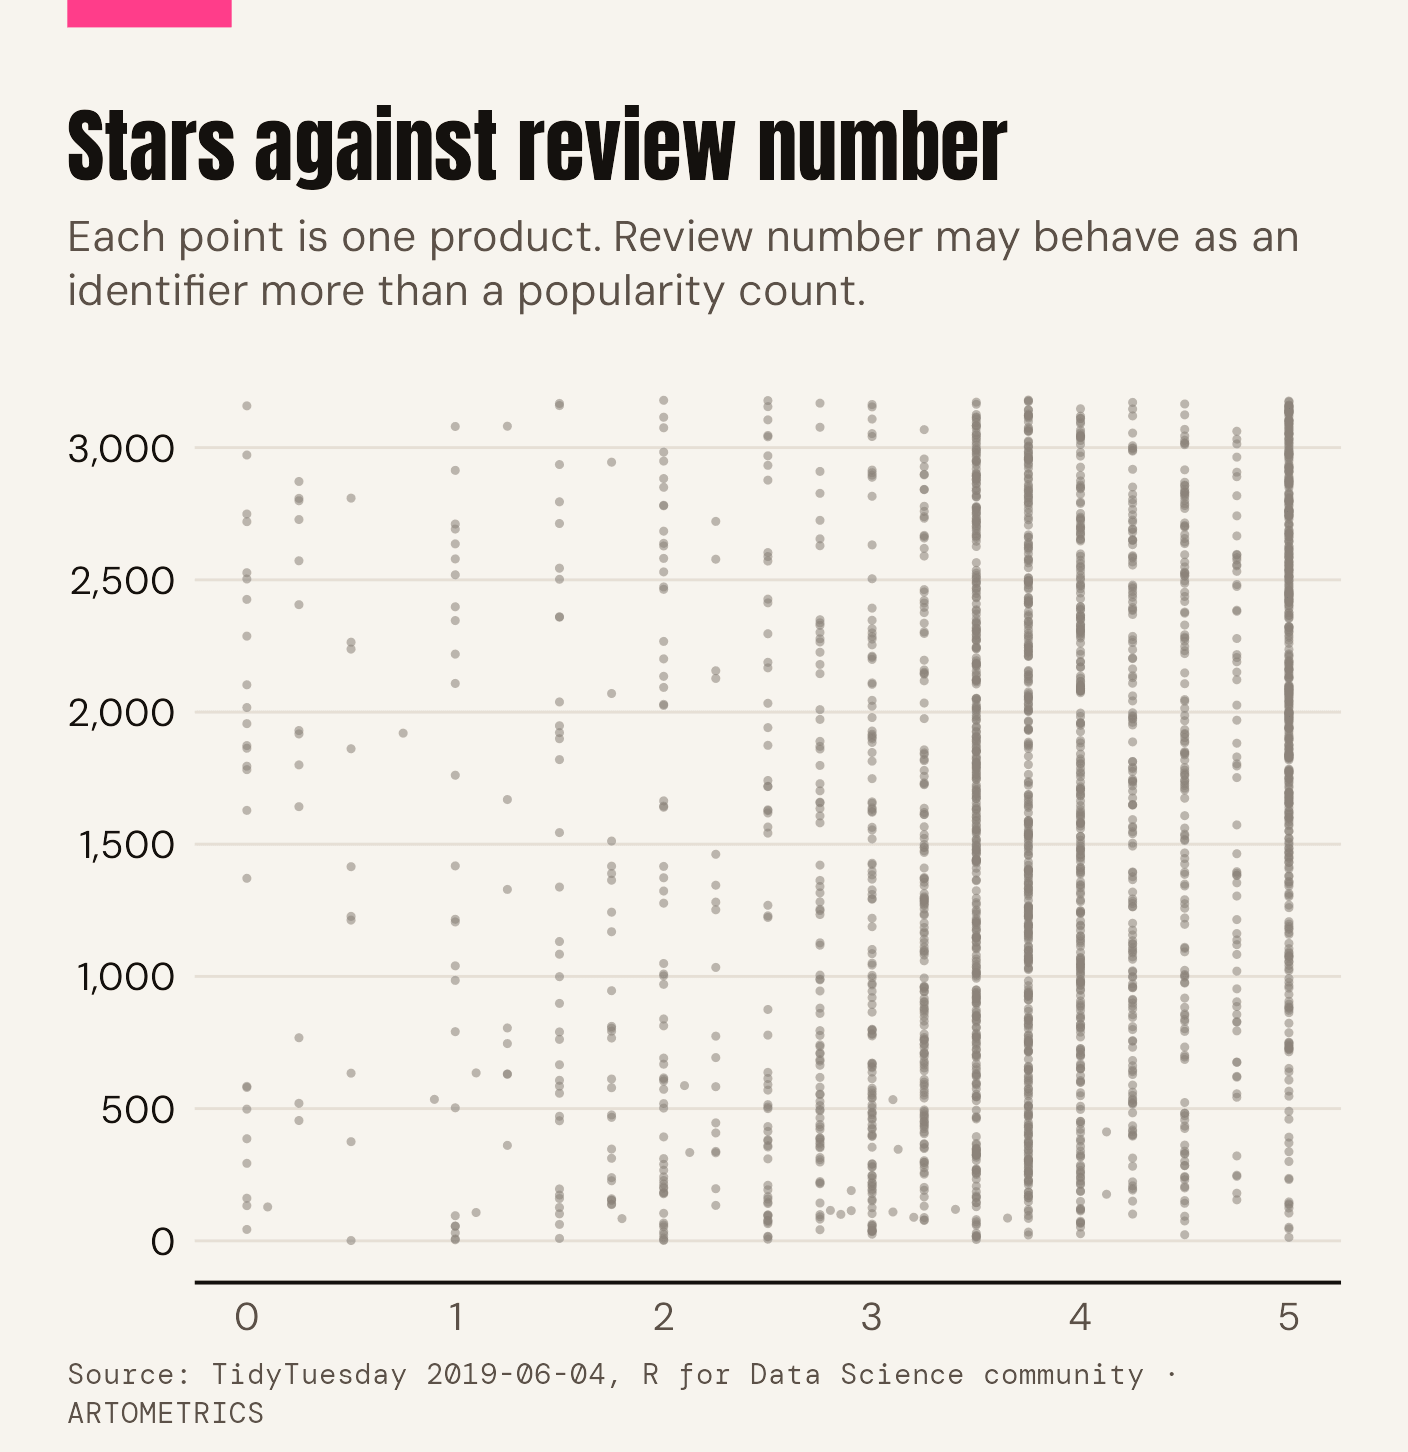 Stars against review number
Each point is one product. Review number may behave as an
identifier more than a popularity count.
3,000
2,500
2,000
1,500
1,000
500
0
0 1 2 3 4 5
Source: TidyTuesday 2019-06-04, R for Data Science community ·
ARTOMETRICS